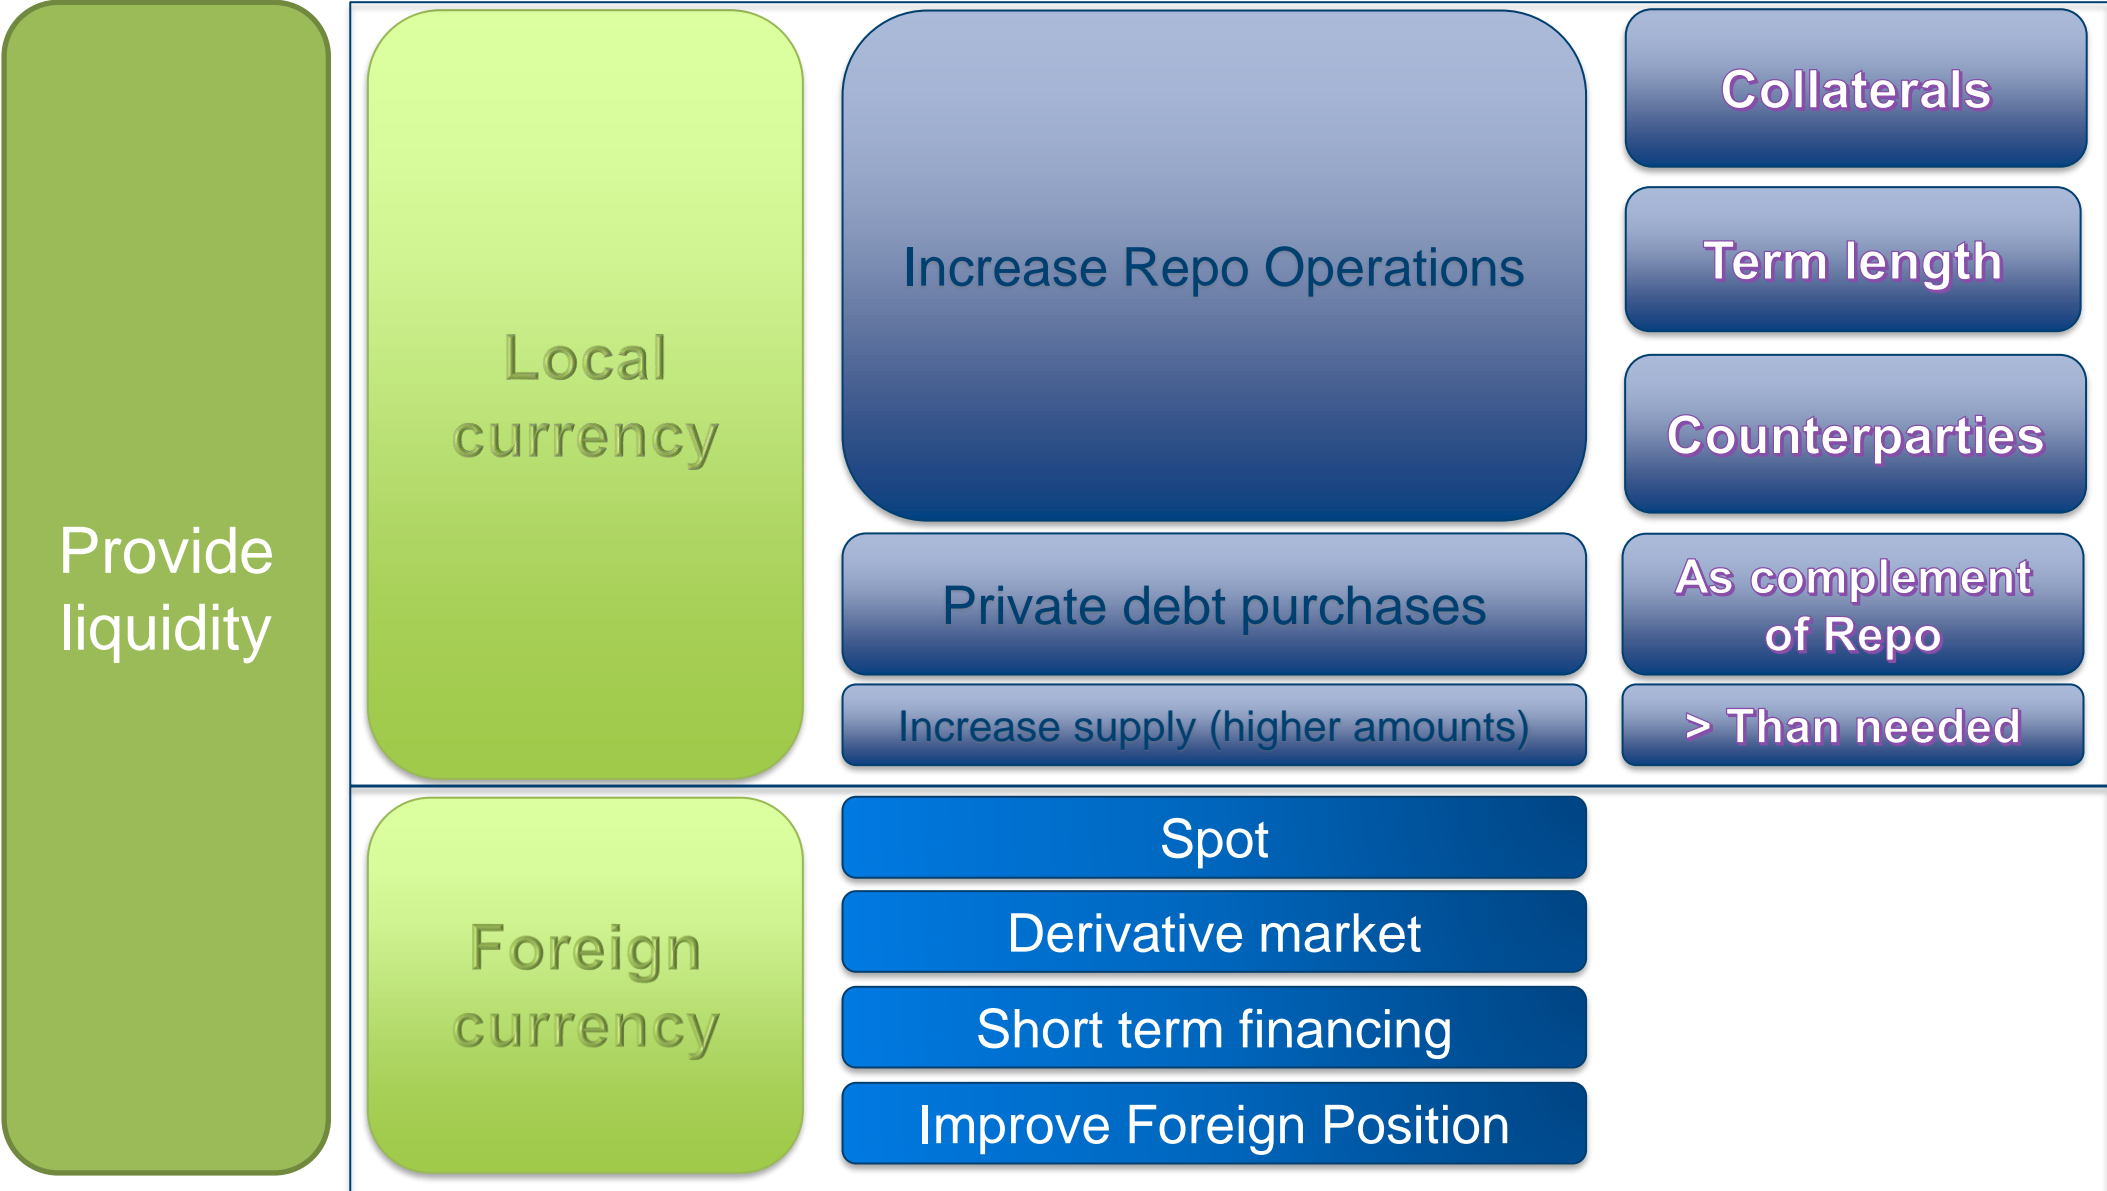 Provide
liquidity
Local
currency
Increase Repo Operations
Collaterals
Term length
Counterparties
Private debt purchases
As complement
of Repo
Increase supply (higher amounts)
> Than needed
Foreign
currency
Spot
Derivative market
Short term financing
Improve Foreign Position